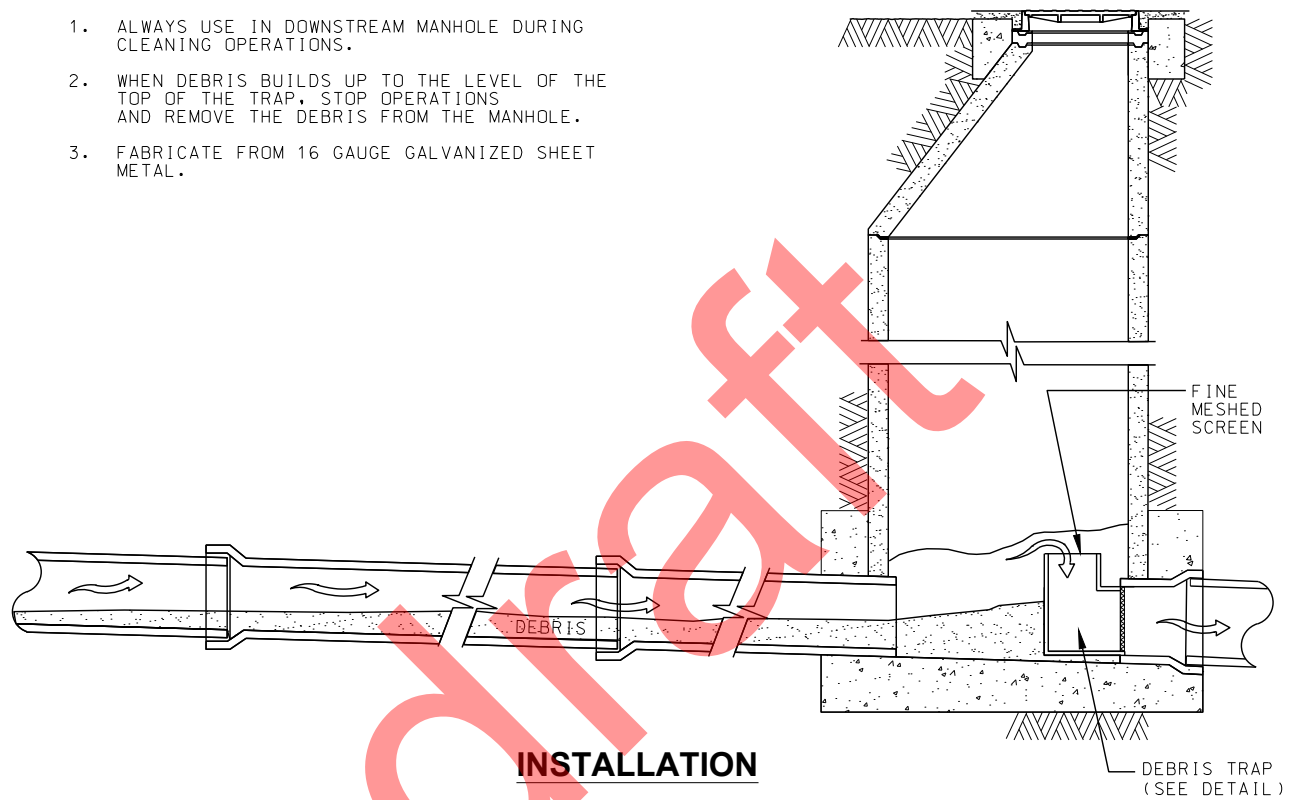 1. ALWAYS USE IN DOWNSTREAM MANHOLE DURING
CLEANING OPERATIONS.
2. WHEN DEBRIS BUILDS UP TO THE LEVEL OF THE
TOP OF THE TRAP, STOP OPERATIONS
AND REMOVE THE DEBRIS FROM THE MANHOLE.
3. FABRICATE FROM 16 GAUGE GALVANIZED SHEET
METAL.
FINE
MESHED
SCREEN
DEBRIS
draft
INSTALLATION
DEBRIS TRAP
(SEE DETAIL)